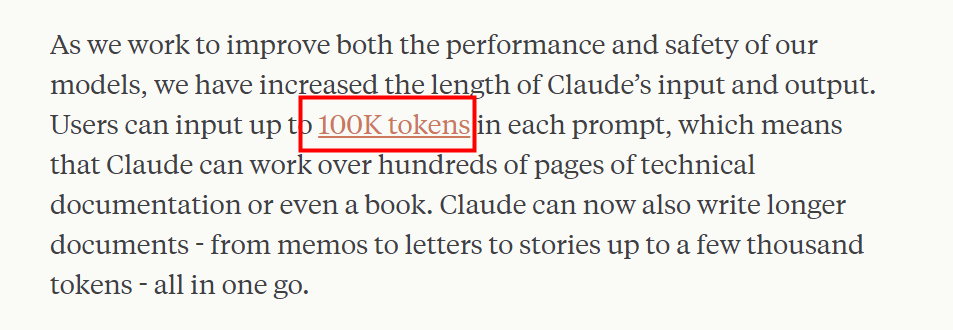 As we work to improve both the performance and safety of our
models, we have increased the length of Claude’s input and output.
Users can input up to 100K tokens in each prompt, which means
that Claude can work over hundreds of pages of technical
documentation or even a book. Claude can now also write longer
documents - from memos to letters to stories up to a few thousand
tokens - all in one go.